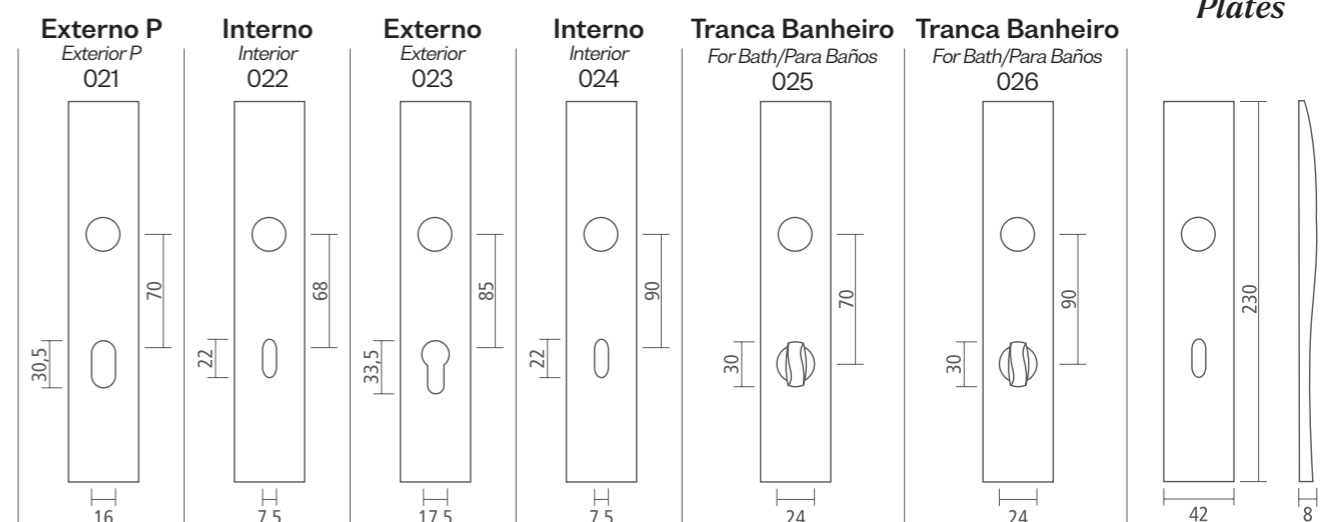 Plates
Externo P
Exterior P
021
70
30,5
16
Interno
Interior
022
68
22
7,5
Externo
Exterior
023
85
33,5
17,5
Interno
Interior
024
90
22
7,5
Tranca Banheiro
For Bath/Para Baños
025
70
30
24
Tranca Banheiro
For Bath/Para Baños
026
90
30
24
230
42
8